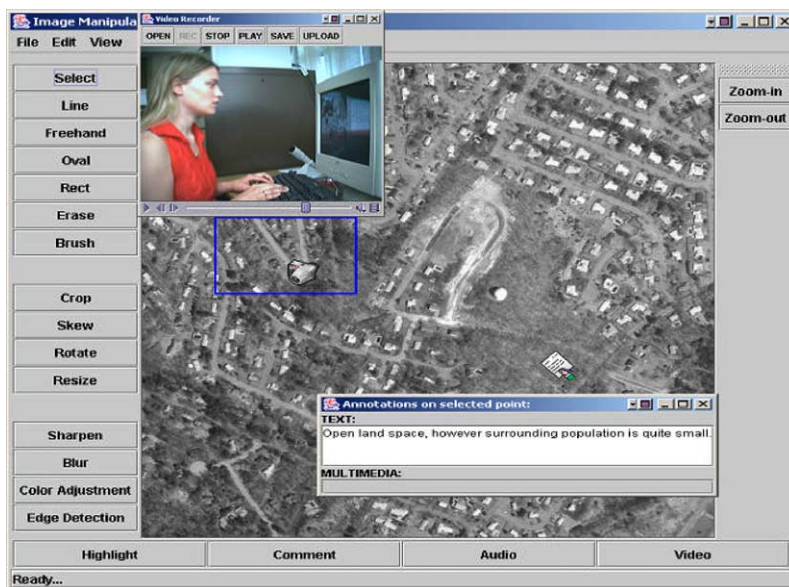 Image Manipula
Video Recorder
OPEN REC STOP PLAY SAVE UPLOAD
File Edit View
Select
Line
Freehand
Oval
Rect
Erase
Brush
Crop
Skew
Rotate
Resize
Sharpen
Blur
Color Adjustment
Edge Detection
Zoom-in
Zoom-out
Annotations on selected point:
TEXT:
Open land space, however surrounding population is quite small.
MULTIMEDIA:
Highlight Comment Audio Video
Ready...